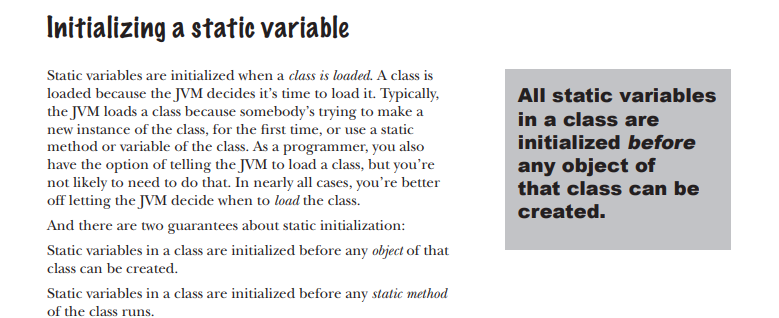 Initializing a static variable
Static variables are initialized when a class is loaded. A class is
loaded because the JVM decides it’s time to load it. Typically,
the JVM loads a class because somebody’s trying to make a
new instance of the class, for the first time, or use a static
method or variable of the class. As a programmer, you also
have the option of telling the JVM to load a class, but you’re
not likely to need to do that. In nearly all cases, you’re better
off letting the JVM decide when to load the class.
And there are two guarantees about static initialization:
Static variables in a class are initialized before any object of that
class can be created.
Static variables in a class are initialized before any static method
of the class runs.
All static variables
in a class are
initialized before
any object of
that class can be
created.